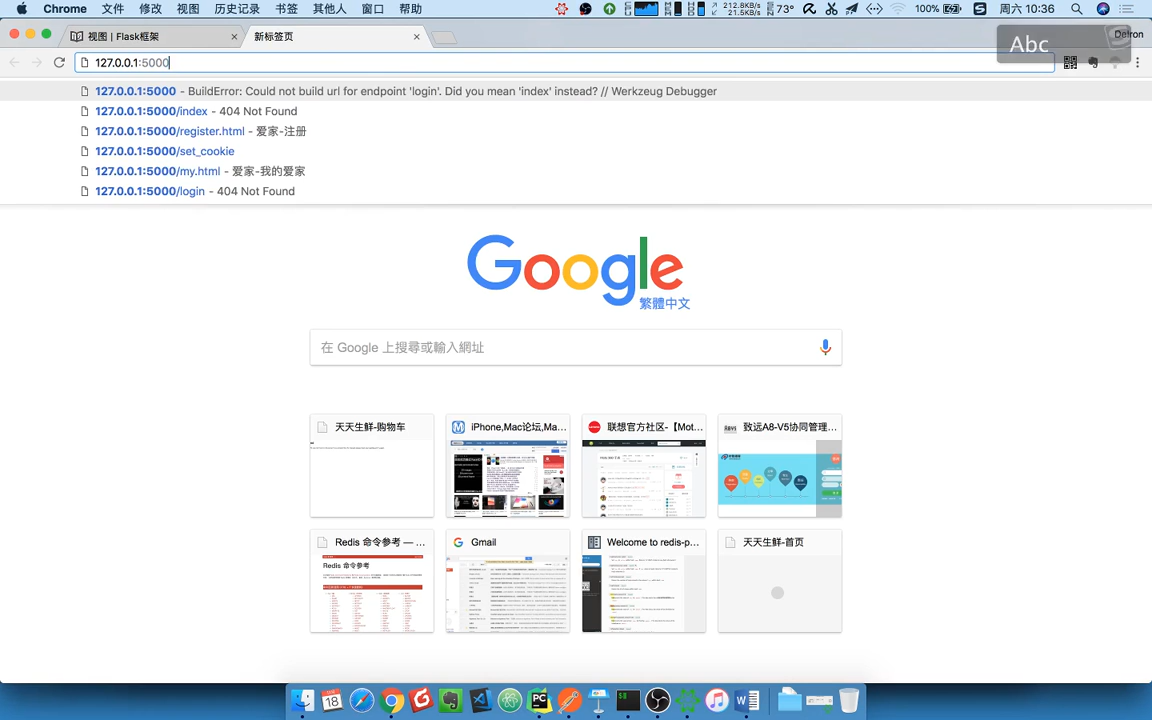 Chrome 文件 修改 视图 历史记录 书签 其他人 窗口 帮助 212.8KB/s 21.5KB/s 73° 100% 周六 10:36
视图 | Flask框架 新标签页 Detron
127.0.0.1:5000 Abc
127.0.0.1:5000 - BuildError: Could not build url for endpoint 'login'. Did you mean 'index' instead? // Werkzeug Debugger
127.0.0.1:5000/index - 404 Not Found
127.0.0.1:5000/register.html - 爱家-注册
127.0.0.1:5000/set_cookie
127.0.0.1:5000/my.html - 爱家-我的爱家
127.0.0.1:5000/login - 404 Not Found
Google
繁體中文
在 Google 上搜尋或輸入網址
天天生鲜-购物车 iPhone,Mac论坛,Ma... 联想官方社区-【Mot... 致远A8-V5协同管理...
Redis 命令参考 — ... Gmail Welcome to redis-p... 天天生鲜-首页
Redis 命令参考
18 PC